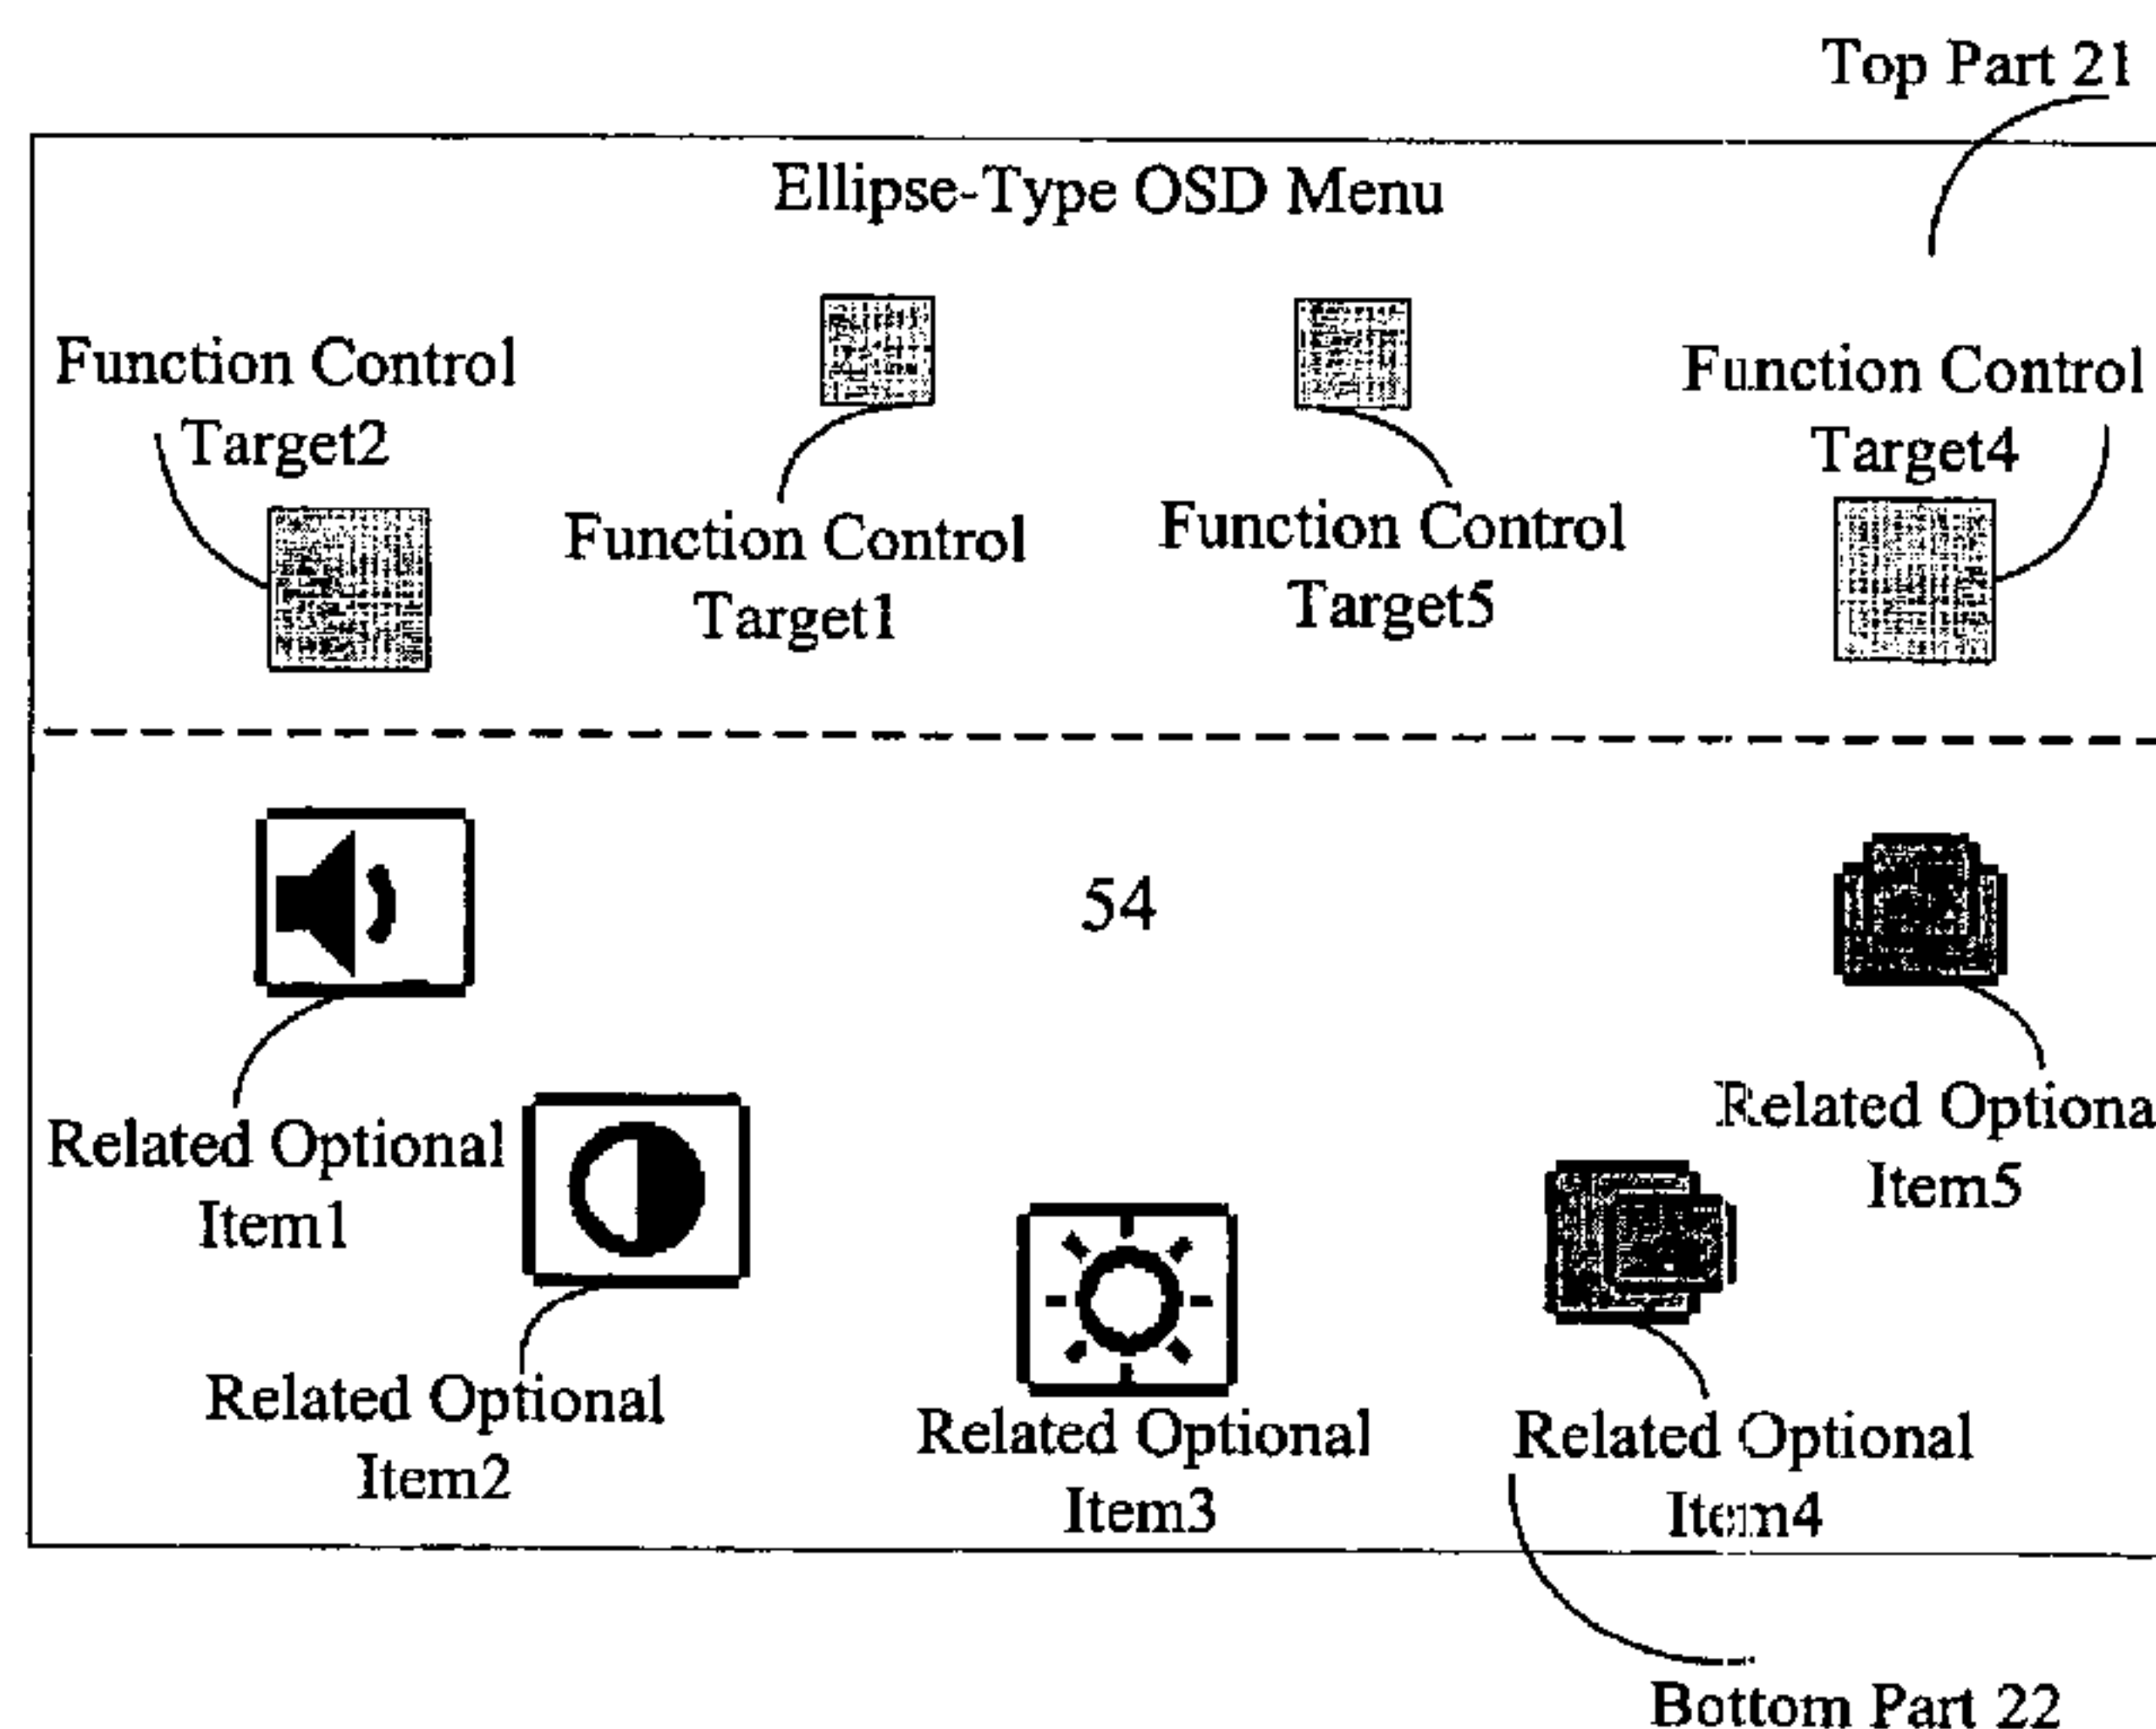 Top Part 21
Ellipse-Type OSD Menu
Function Control
Target2
Function Control
Target1
Function Control
Target5
Function Control
Target4
54
Related Optional
Item1
Related Optional
Item2
Related Optional
Item3
Related Optional
Item4
Related Optiona
Item5
Bottom Part 22